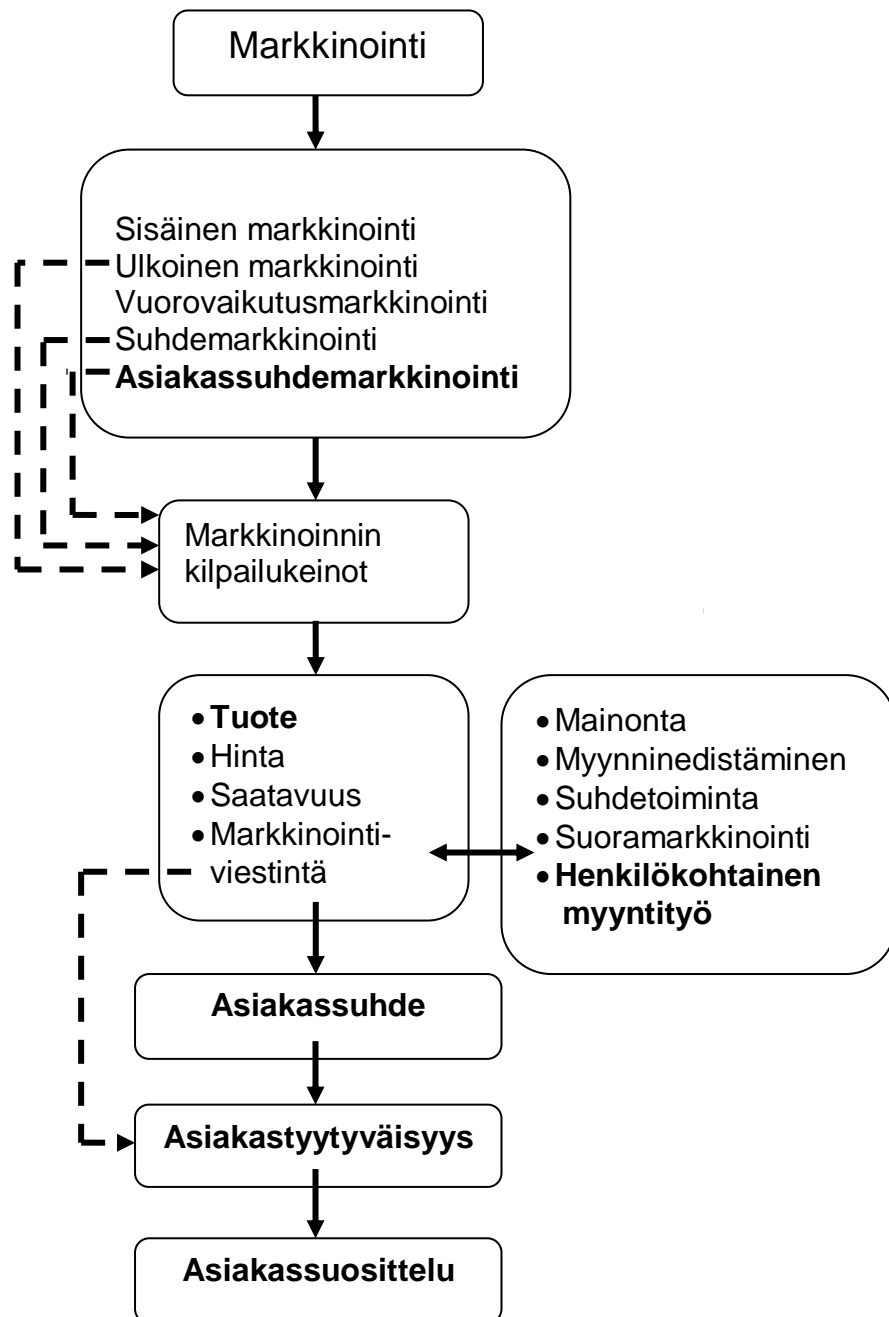 Markkinointi
Sisäinen markkinointi
Ulkoinen markkinointi
Vuorovaikutusmarkkinointi
Suhdemarkkinointi
Asiakassuhdemarkkinointi
Markkinoinnin
kilpailukeinot
• Tuote
• Hinta
• Saatavuus
• Markkinointi-
viestintä
• Mainonta
• Myynninedistäminen
• Suhdetoiminta
• Suoramarkkinointi
• Henkilökohtainen
myyntityö
Asiakassuhde
Asiakastyytyväisyys
Asiakassuosittelu